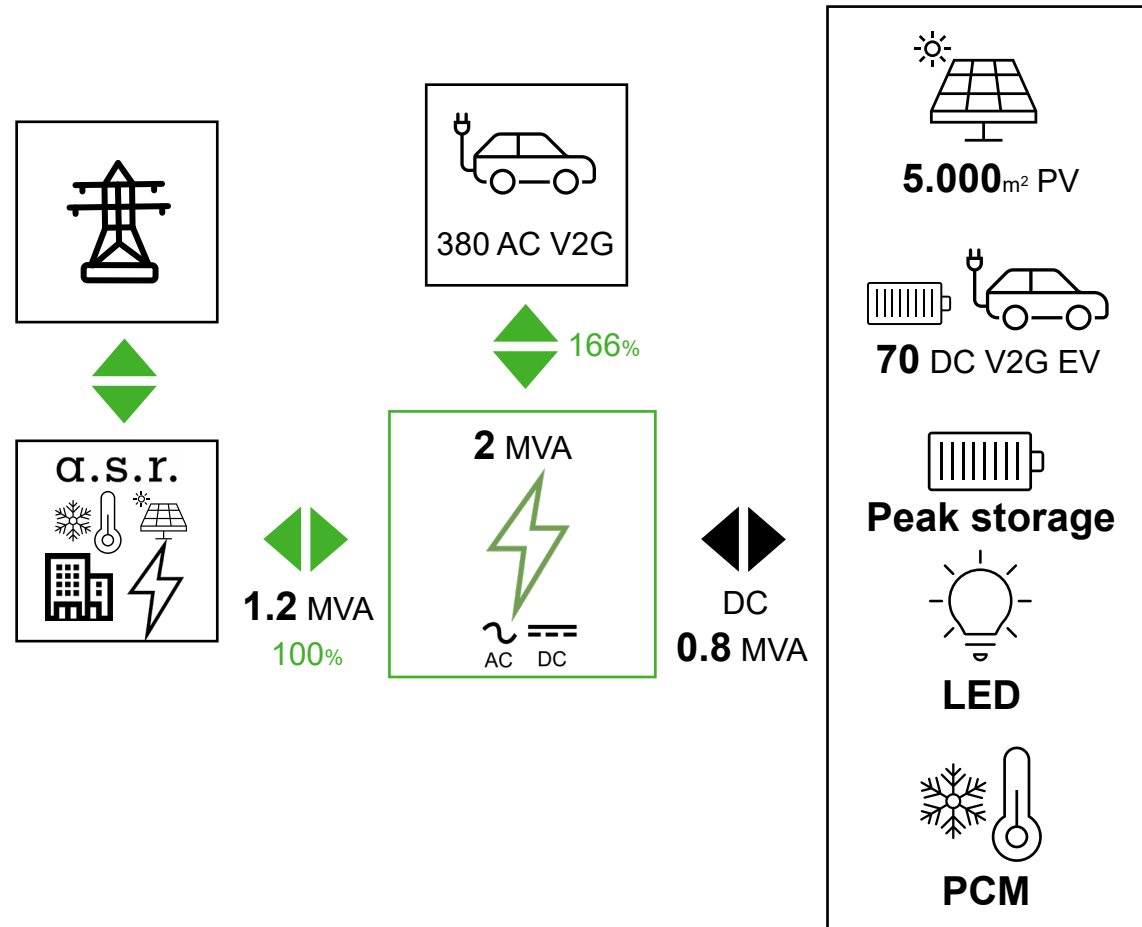 a.s.r.
1.2 MVA
100%
380 AC V2G
166%
2 MVA
AC DC
DC
0.8 MVA
5.000m² PV
70 DC V2G EV
Peak storage
LED
PCM